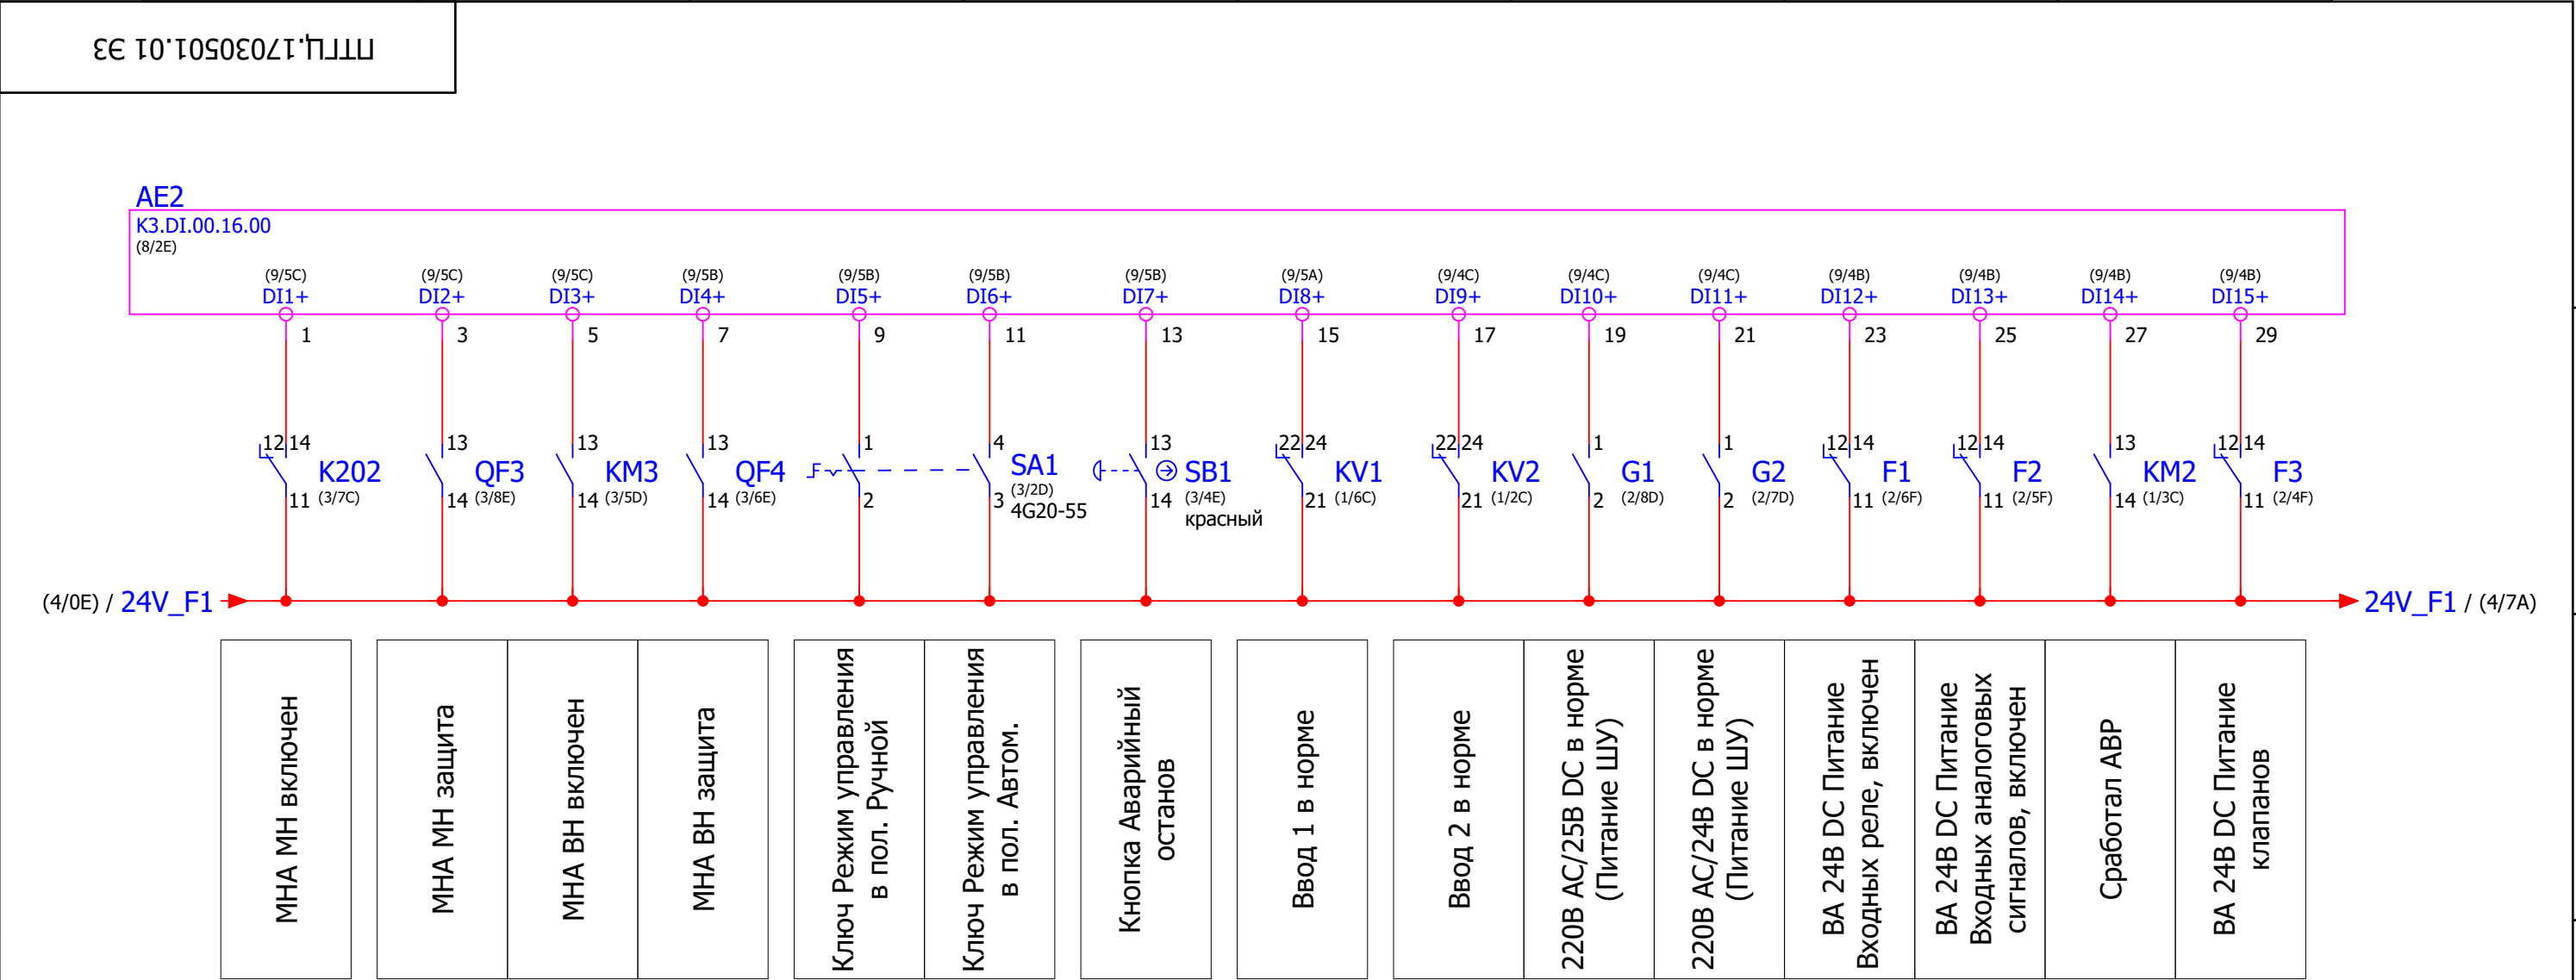 ПТГЦ.17030501.01 ЭЗ
AE2
K3.DI.00.16.00
(8/2E)
(9/5C) (9/5C) (9/5C) (9/5B) (9/5B) (9/5B) (9/5B) (9/5A) (9/4C) (9/4C) (9/4C) (9/4B) (9/4B) (9/4B) (9/4B)
DI1+ DI2+ DI3+ DI4+ DI5+ DI6+ DI7+ DI8+ DI9+ DI10+ DI11+ DI12+ DI13+ DI14+ DI15+
1 3 5 7 9 11 13 15 17 19 21 23 25 27 29
12 14 13 13 13 1 4 13 22 24 22 24 1 1 12 14 12 14 13 12 14
K202 QF3 KM3 QF4 SA1 SB1 KV1 KV2 G1 G2 F1 F2 KM2 F3
(3/7C) (3/8E) (3/5D) (3/6E) (3/2D) (3/4E) (1/6C) (1/2C) (2/8D) (2/7D) (2/6F) (2/5F) (1/3C) (2/4F)
11 14 14 14 2 3 14 21 21 2 2 11 11 14 11
4G20-55
красный
(4/0E) / 24V_F1
24V_F1 / (4/7A)
МНА МН включен
МНА МН защита
МНА ВН включен
МНА ВН защита
Ключ Режим управления
в пол. Ручной
Ключ Режим управления
в пол. Автом.
Кнопка Аварийный
останов
Ввод 1 в норме
Ввод 2 в норме
220В AC/25В DC в норме
(Питание ШУ)
220В AC/24В DC в норме
(Питание ШУ)
ВА 24В DC Питание
Входных реле, включен
ВА 24В DC Питание
Входных аналоговых
сигналов, включен
Сработал АВР
ВА 24В DC Питание
клапанов